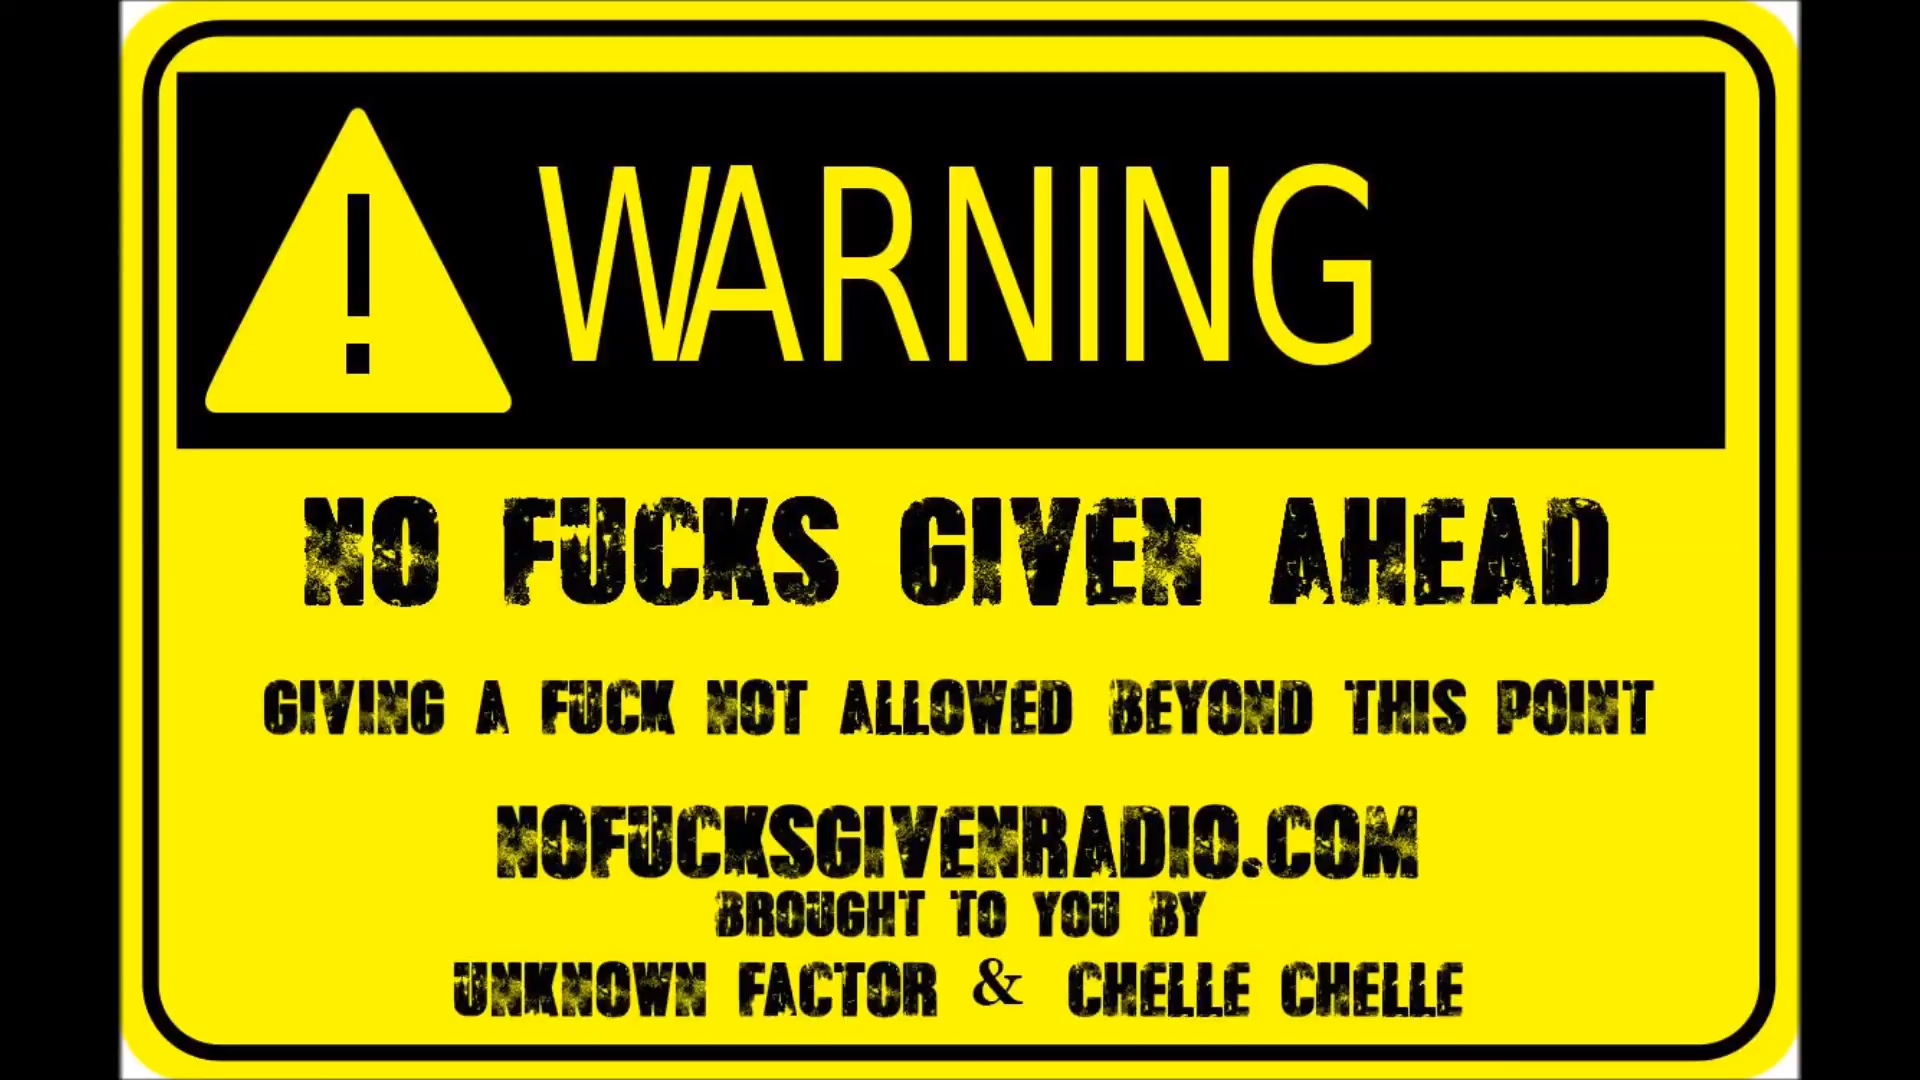 WARNING
NO FUCKS GIVEN AHEAD
GIVING A FUCK NOT ALLOWED BEYOND THIS POINT
NOFUCKSGIVENRADIO.COM
BROUGHT TO YOU BY
UNKNOWN FACTOR & CHELLE CHELLE